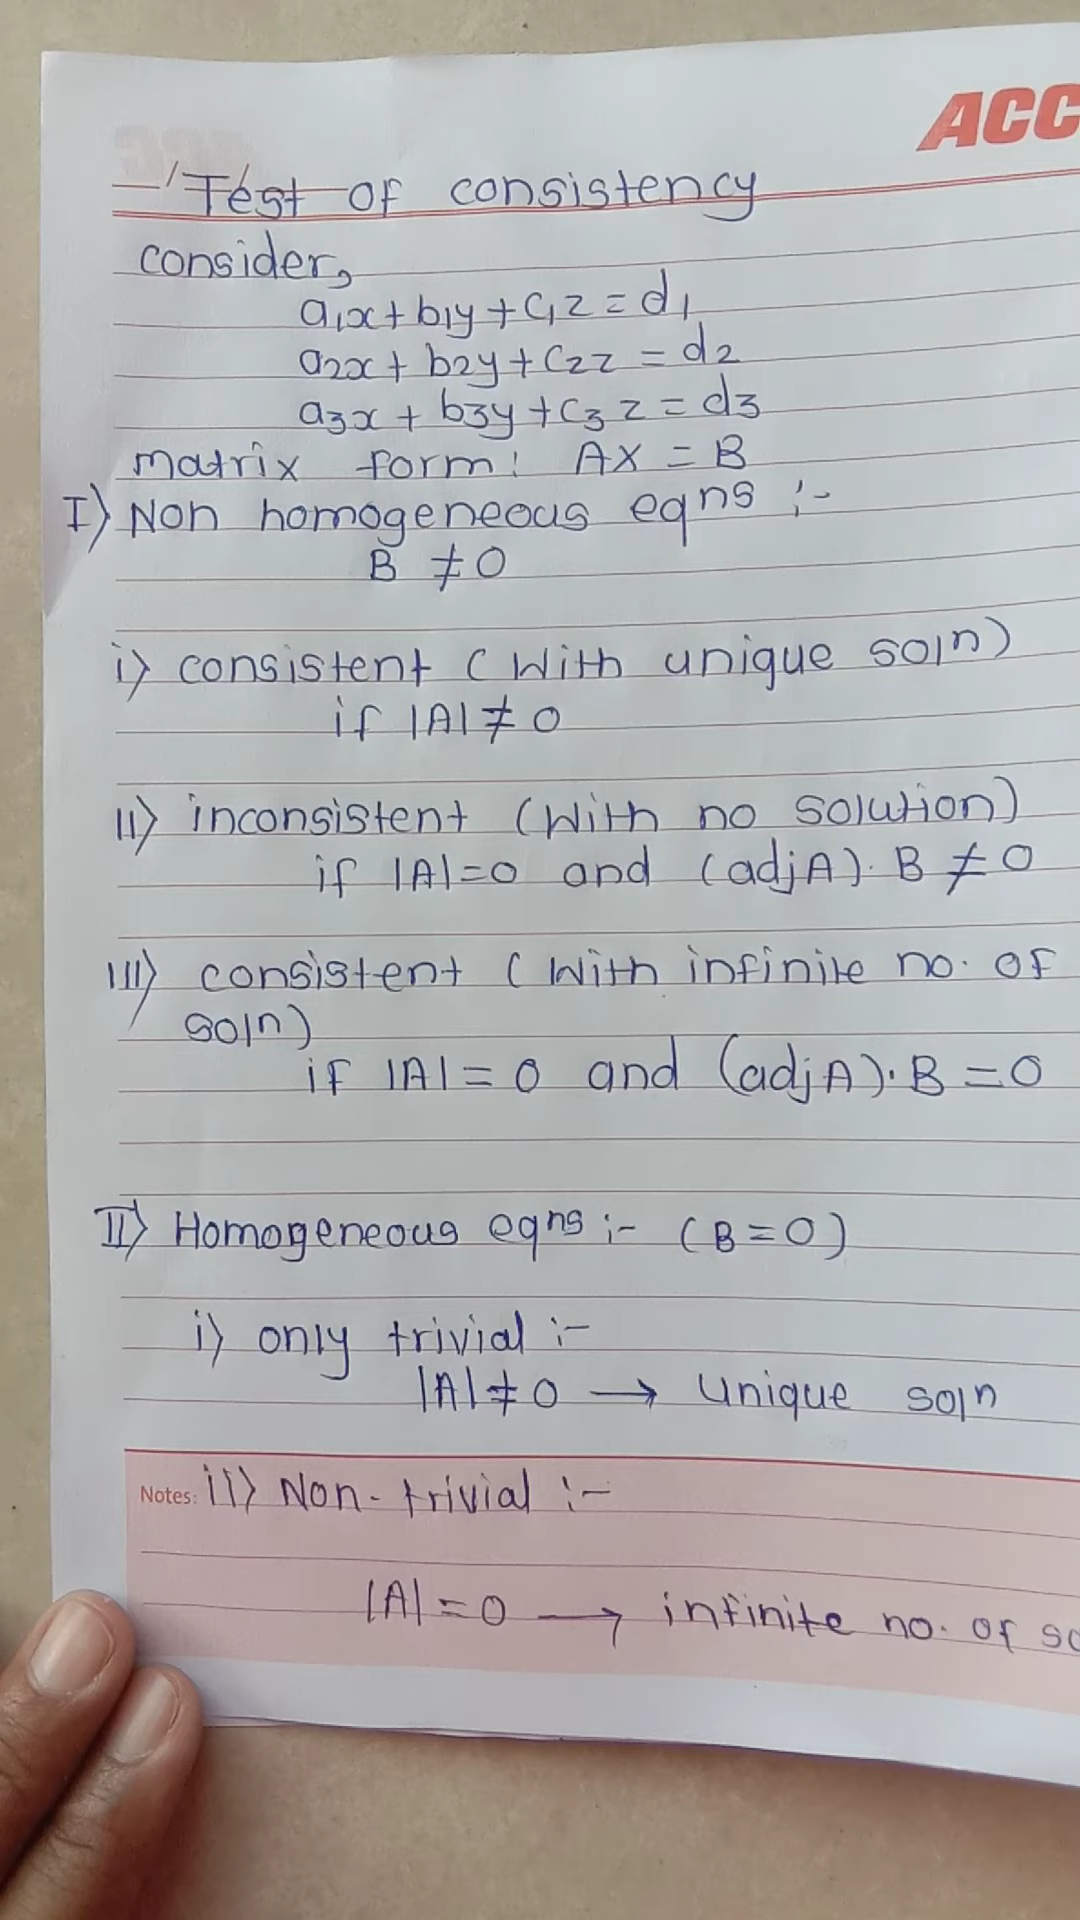 ACC
Test of consistency
consider,
a1x + b1y + c1z = d1
a2x + b2y + c2z = d2
a3x + b3y + c3z = d3
matrix form: AX = B
I) Non homogeneous eqns :-
B ≠ 0
i) consistent (With unique soln)
if |A| ≠ 0
ii) inconsistent (With no solution)
if |A| = 0 and (adjA). B ≠ 0
iii) consistent (With infinite no. of
soln)
if |A| = 0 and (adjA). B = 0
II) Homogeneous eqns :- (B = 0)
i) only trivial :-
|A| ≠ 0 → Unique soln
Notes: ii) Non-trivial :-
|A| = 0 → infinite no. of so